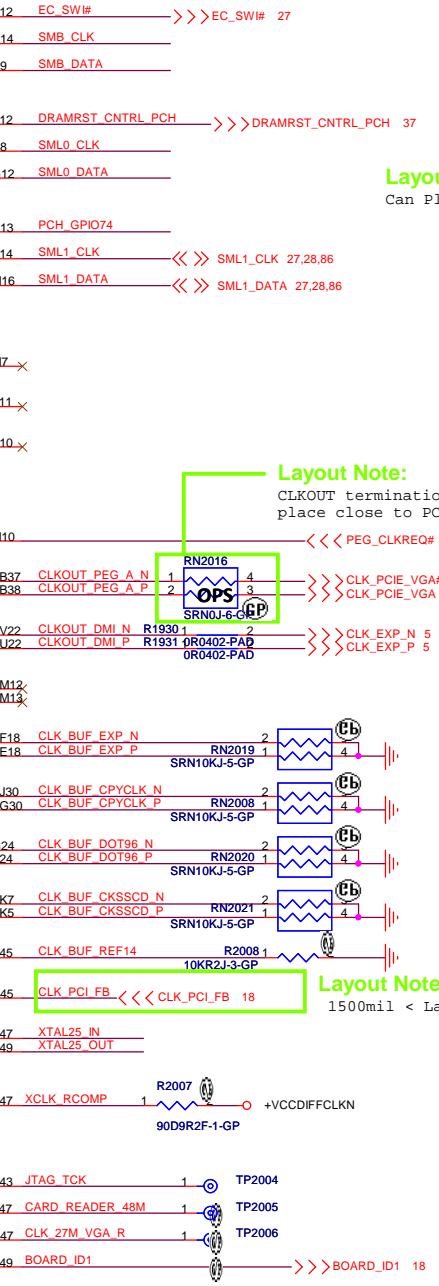 12 EC_SWI# EC_SWI# 27
14 SMB_CLK
9 SMB_DATA
12 DRAMRST_CNTRL_PCH DRAMRST_CNTRL_PCH 37
8 SML0_CLK
12 SML0_DATA
Layou
Can Pl
13 PCH_GPIO74
14 SML1_CLK SML1_CLK 27,28,86
M16 SML1_DATA SML1_DATA 27,28,86
11
10
Layout Note:
CLKOUT terminatio
place close to PC
10 PEG_CLKREQ#
RN2016
B37 CLKOUT_PEG_A_N 1 4 CLK_PCIE_VGA#
B38 CLKOUT_PEG_A_P 2 3 CLK_PCIE_VGA
OPS
SRN0J-6-GP
V22 CLKOUT_DMI_N R1930 1 2 CLK_EXP_N 5
U22 CLKOUT_DMI_P R1931 1 2 CLK_EXP_P 5
0R0402-PAD
0R0402-PAD
M12
M13
F18 CLK_BUF_EXP_N 2
E18 CLK_BUF_EXP_P RN2019 1 4
SRN10KJ-5-GP
J30 CLK_BUF_CPYCLK_N 2
G30 CLK_BUF_CPYCLK_P RN2008 1 4
SRN10KJ-5-GP
24 CLK_BUF_DOT96_N 2
24 CLK_BUF_DOT96_P RN2020 1 4
SRN10KJ-5-GP
K7 CLK_BUF_CKSSCD_N 2
K5 CLK_BUF_CKSSCD_P RN2021 1 4
SRN10KJ-5-GP
45 CLK_BUF_REF14 R2008 1
10KR2J-3-GP
45 CLK_PCI_FB CLK_PCI_FB 18
Layout Note
1500mil < La
47 XTAL25_IN
49 XTAL25_OUT
R2007
47 XCLK_RCOMP 1 2 +VCCDIFFCLKN
90D9R2F-1-GP
43 JTAG_TCK 1 TP2004
47 CARD_READER_48M 1 TP2005
47 CLK_27M_VGA_R 1 TP2006
49 BOARD_ID1 BOARD_ID1 18